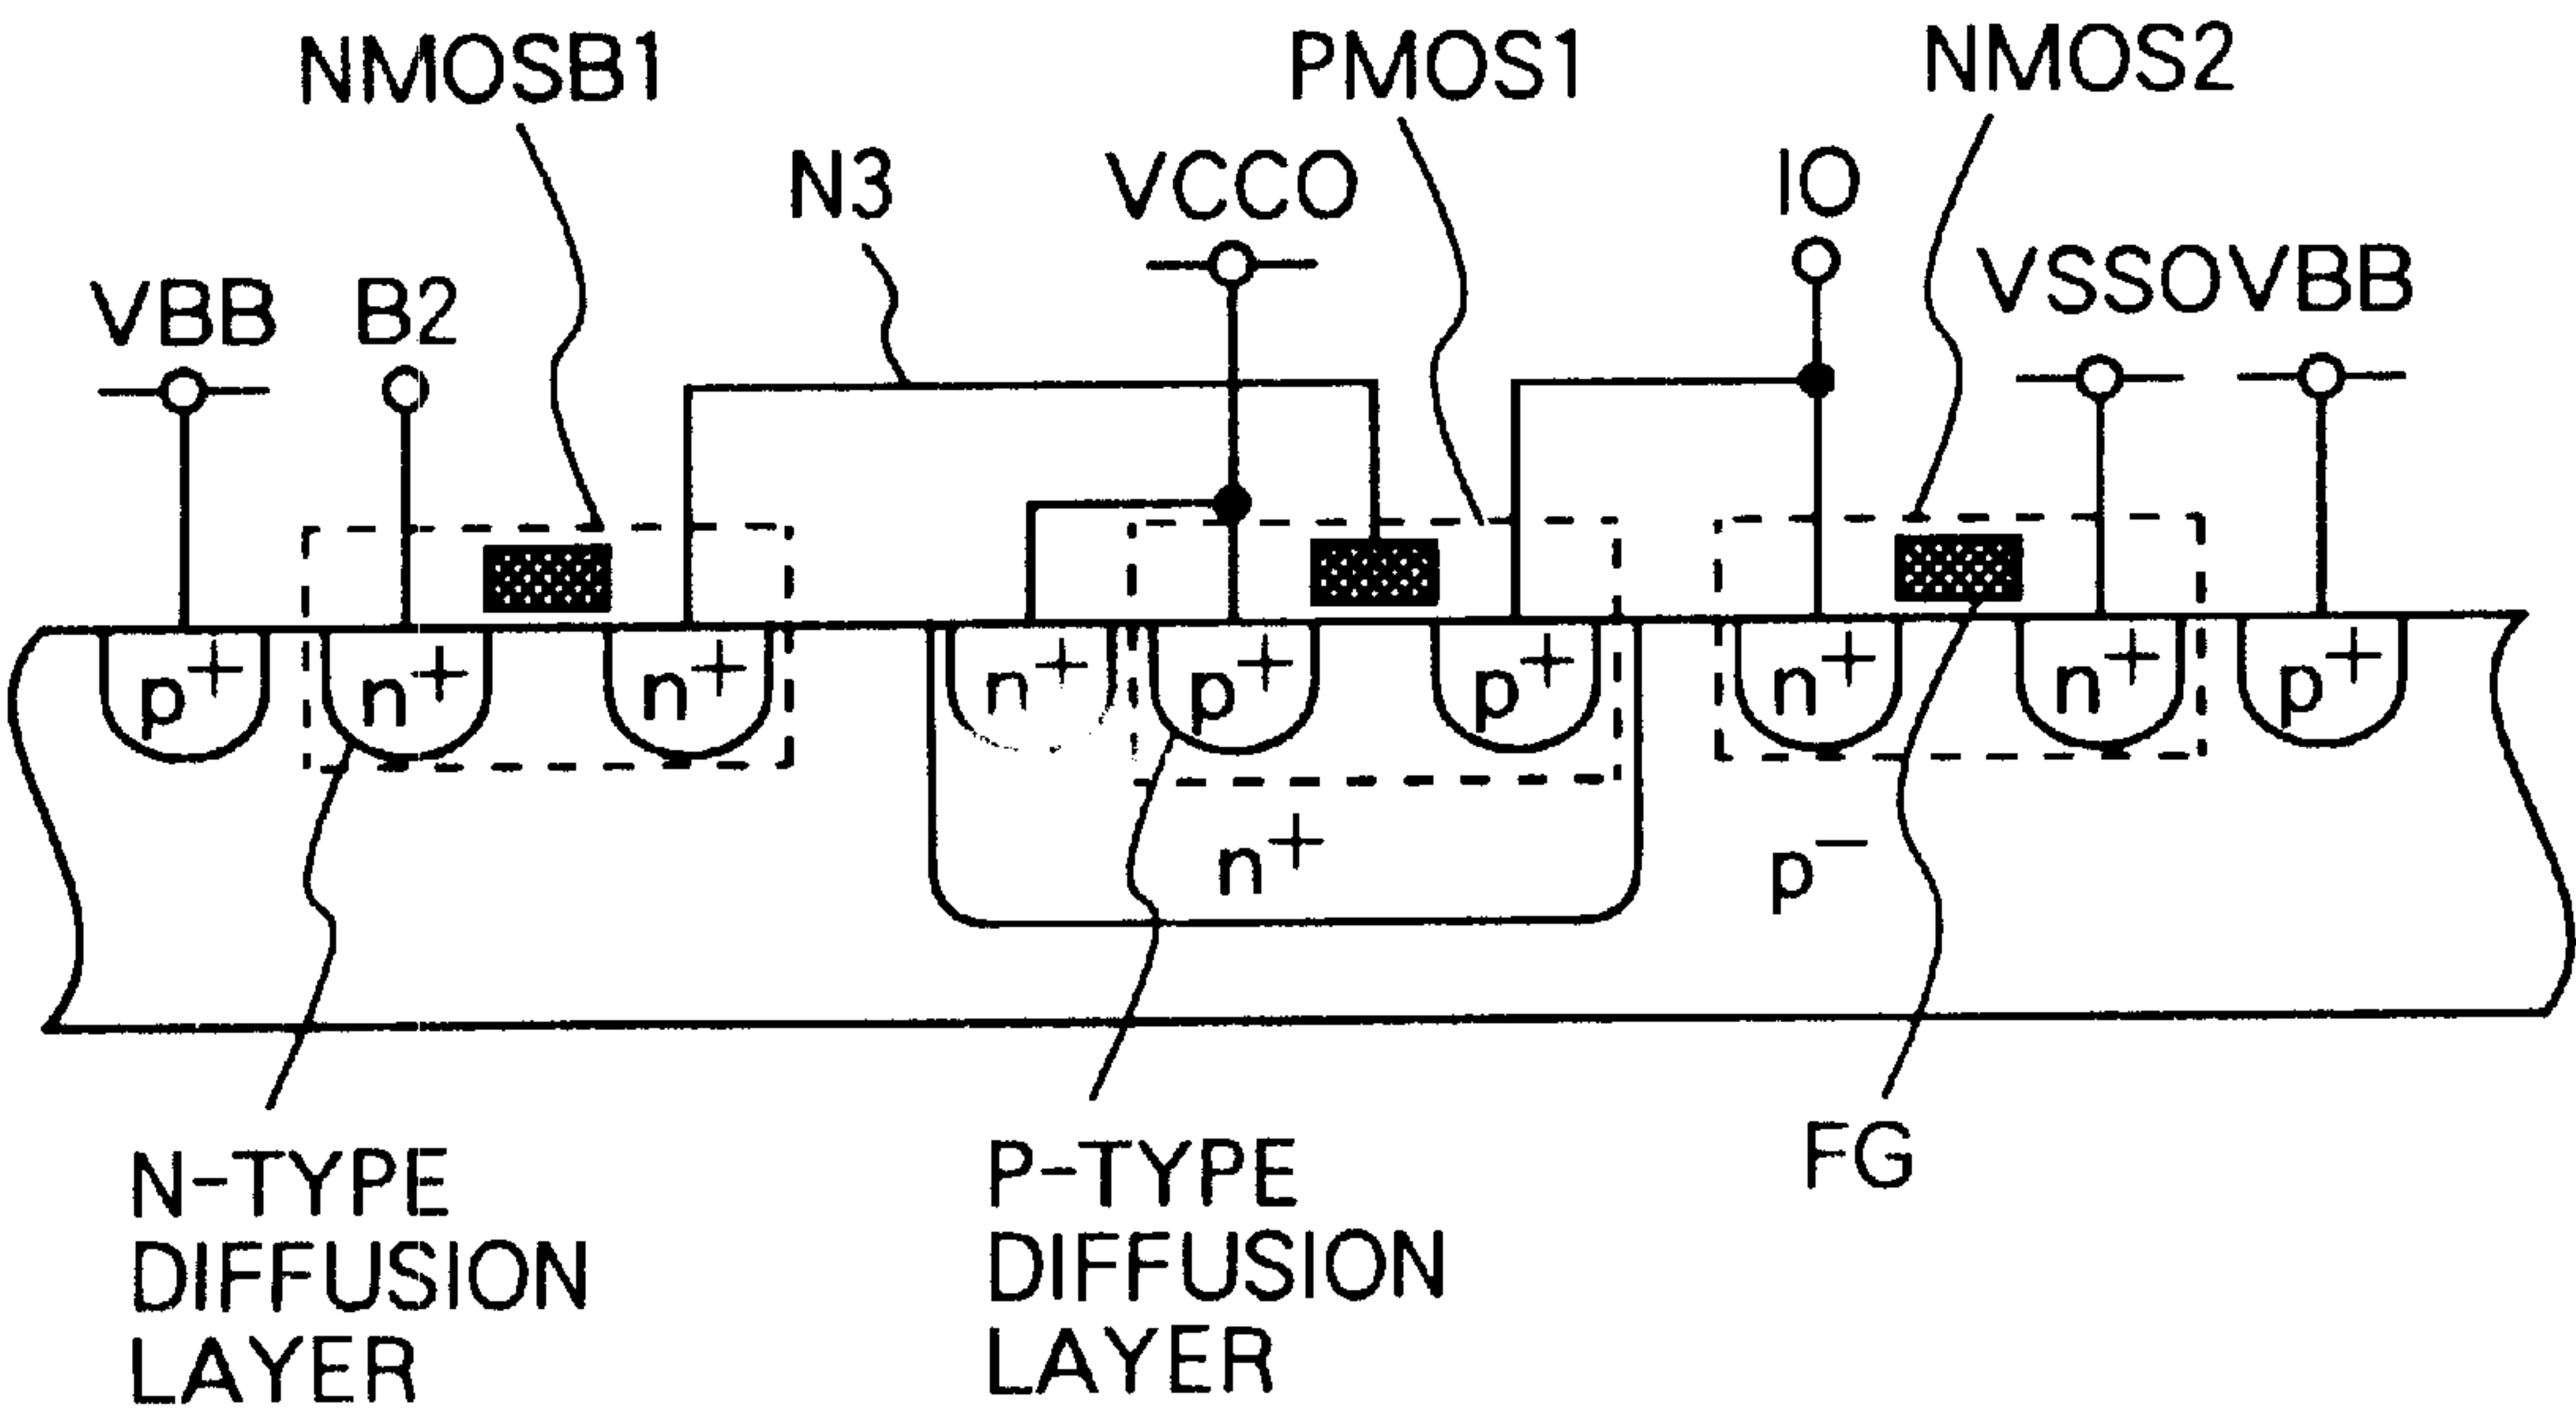 NMOSB1
PMOS1
NMOS2
N3
VCCO
IO
VBB
B2
VSSO
VBB
p+
n+
n+
n+
p+
p+
n+
n+
p+
n+
p−
N-TYPE
DIFFUSION
LAYER
P-TYPE
DIFFUSION
LAYER
FG